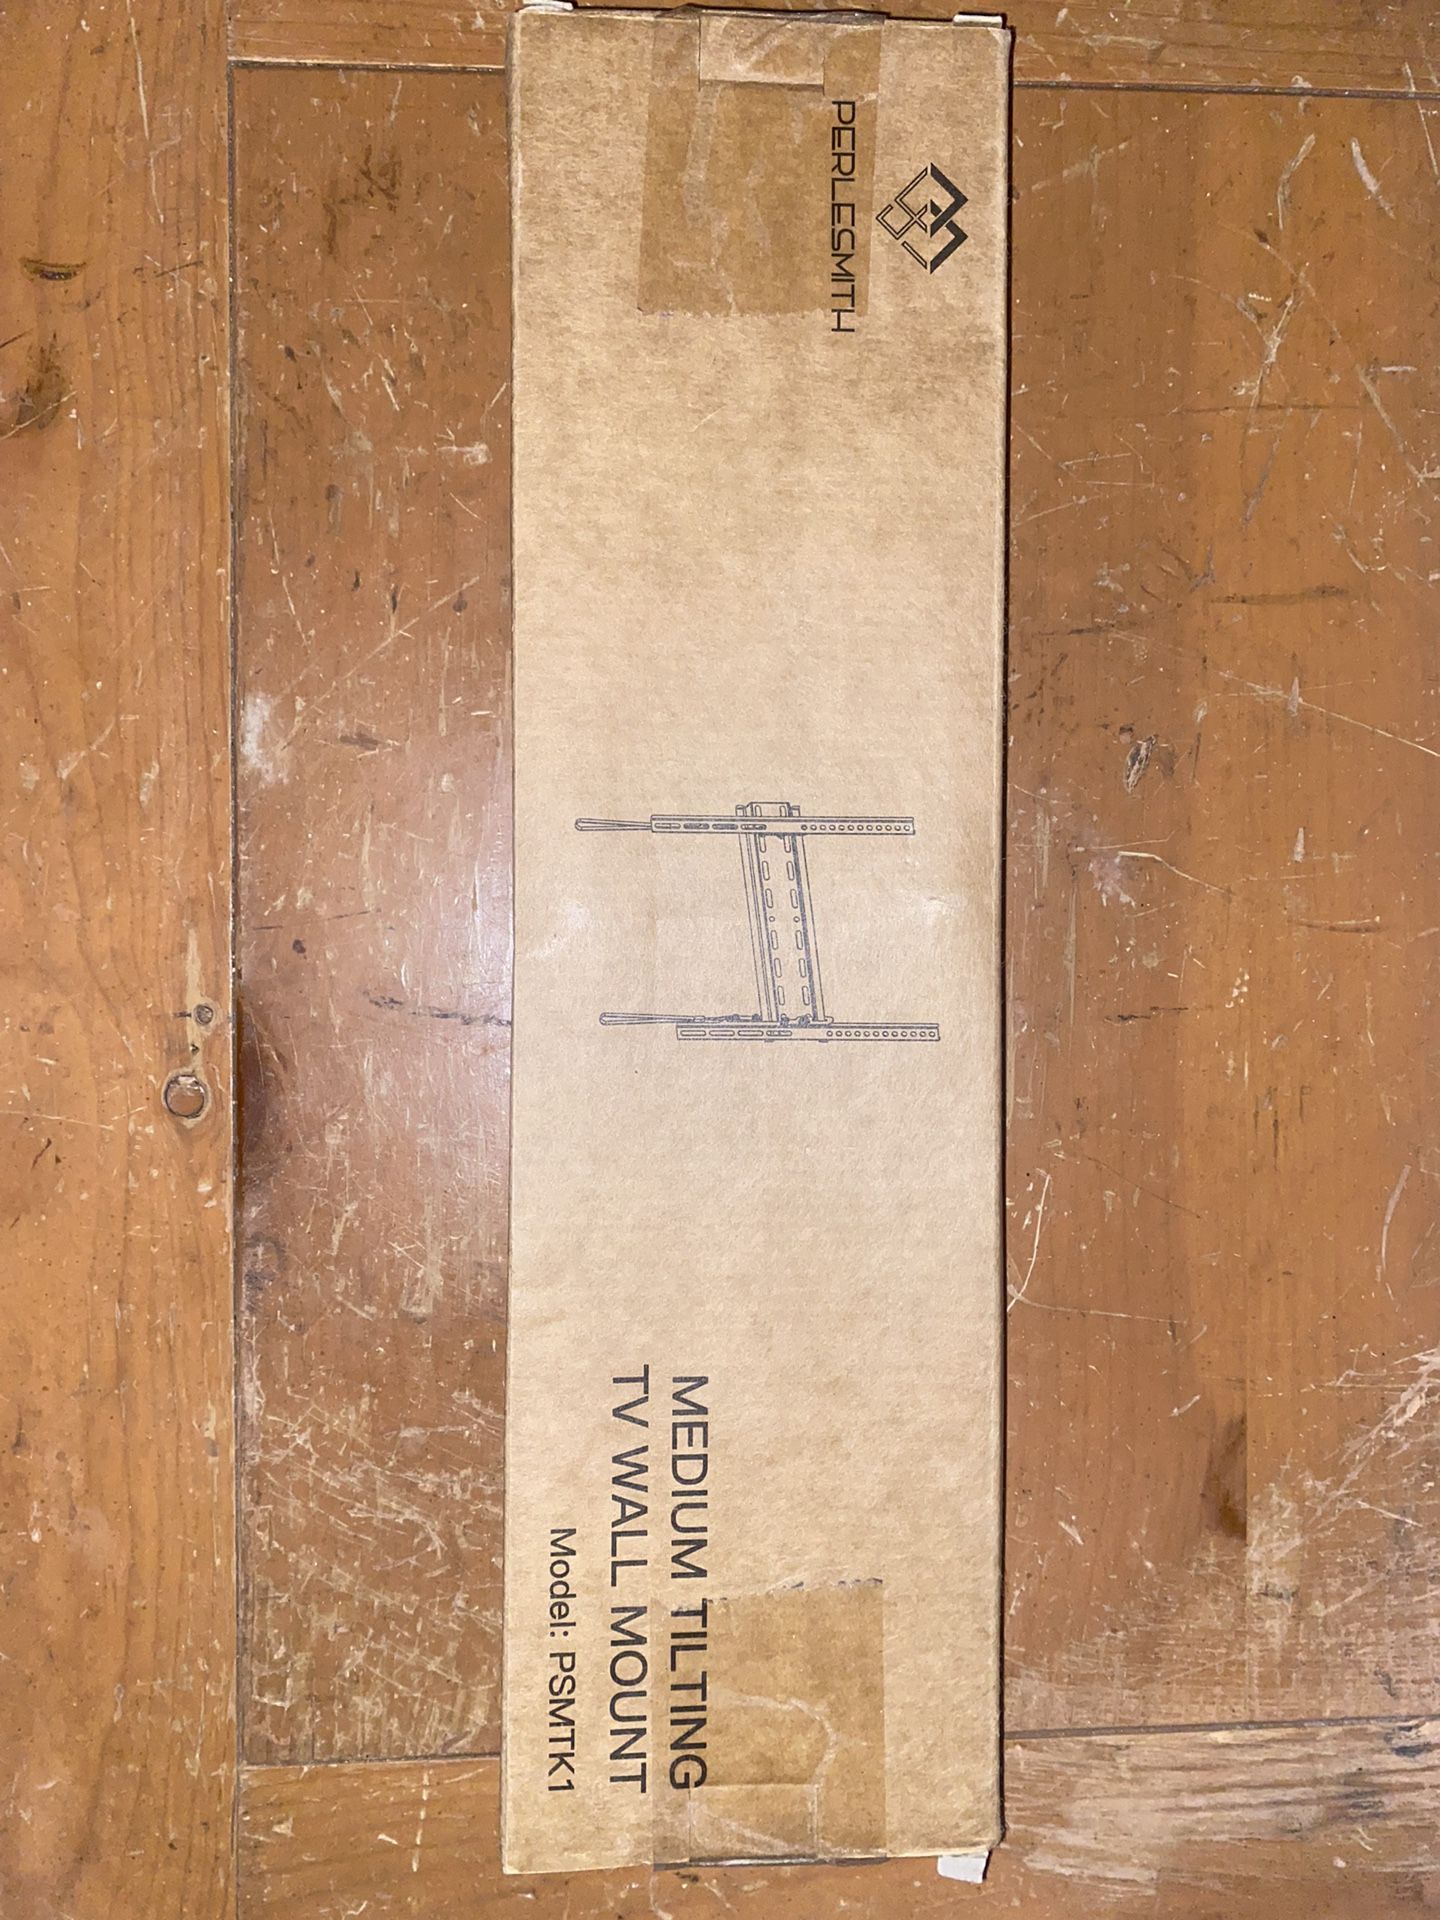 PERLESMITH
MEDIUM TILTING
TV WALL MOUNT
Model: PSMTK1